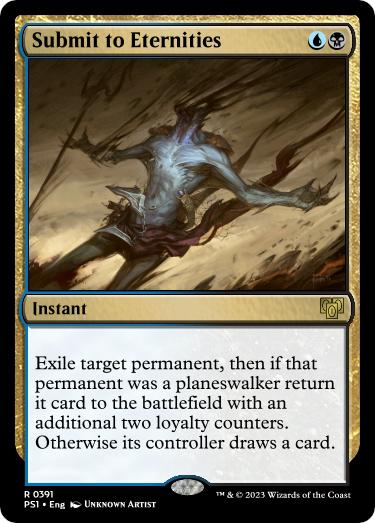 Submit to Eternities
Instant
Exile target permanent, then if that
permanent was a planeswalker return
it card to the battlefield with an
additional two loyalty counters.
Otherwise its controller draws a card.
R 0391
PS1 • Eng Unknown Artist
™ & © 2023 Wizards of the Coast